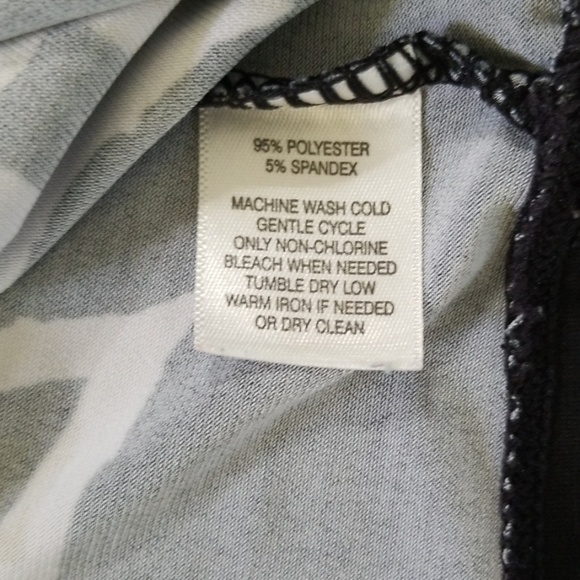 95% POLYESTER
5% SPANDEX
MACHINE WASH COLD
GENTLE CYCLE
ONLY NON-CHLORINE
BLEACH WHEN NEEDED
TUMBLE DRY LOW
WARM IRON IF NEEDED
OR DRY CLEAN